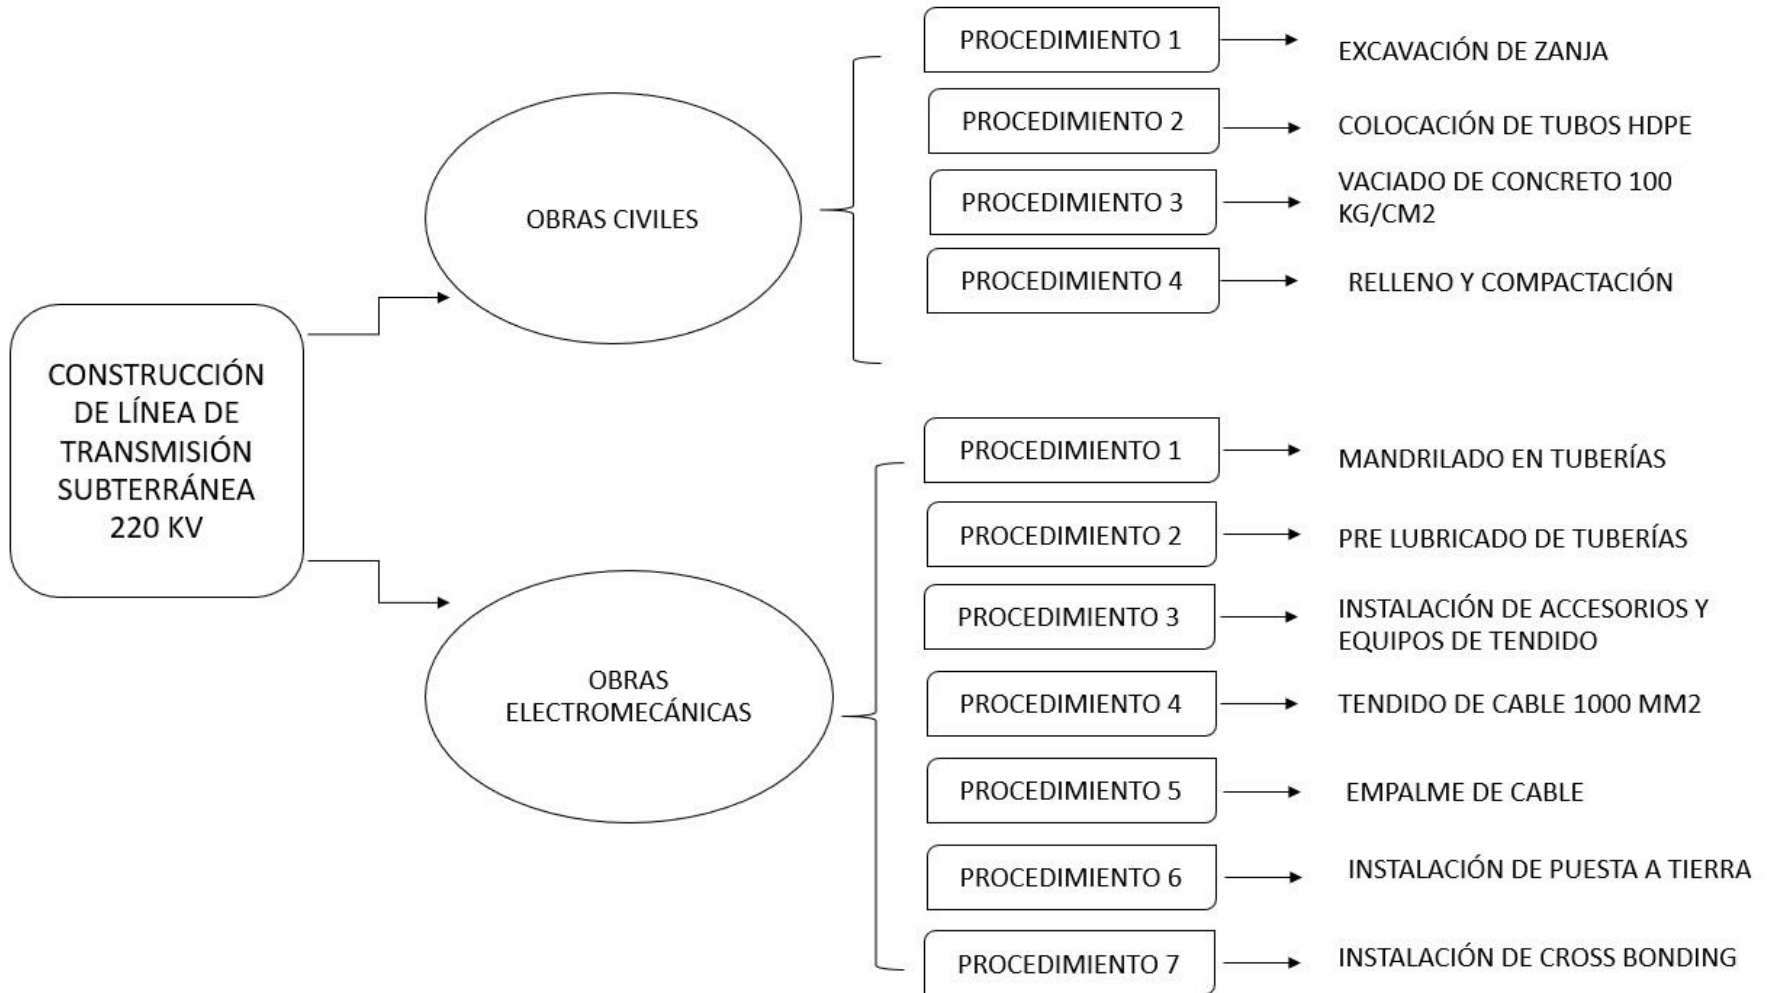 CONSTRUCCIÓN
DE LÍNEA DE
TRANSMISIÓN
SUBTERRÁNEA
220 KV
OBRAS CIVILES
PROCEDIMIENTO 1
EXCAVACIÓN DE ZANJA
PROCEDIMIENTO 2
COLOCACIÓN DE TUBOS HDPE
PROCEDIMIENTO 3
VACIADO DE CONCRETO 100
KG/CM2
PROCEDIMIENTO 4
RELLENO Y COMPACTACIÓN
OBRAS
ELECTROMECÁNICAS
PROCEDIMIENTO 1
MANDRILADO EN TUBERÍAS
PROCEDIMIENTO 2
PRE LUBRICADO DE TUBERÍAS
PROCEDIMIENTO 3
INSTALACIÓN DE ACCESORIOS Y
EQUIPOS DE TENDIDO
PROCEDIMIENTO 4
TENDIDO DE CABLE 1000 MM2
PROCEDIMIENTO 5
EMPALME DE CABLE
PROCEDIMIENTO 6
INSTALACIÓN DE PUESTA A TIERRA
PROCEDIMIENTO 7
INSTALACIÓN DE CROSS BONDING